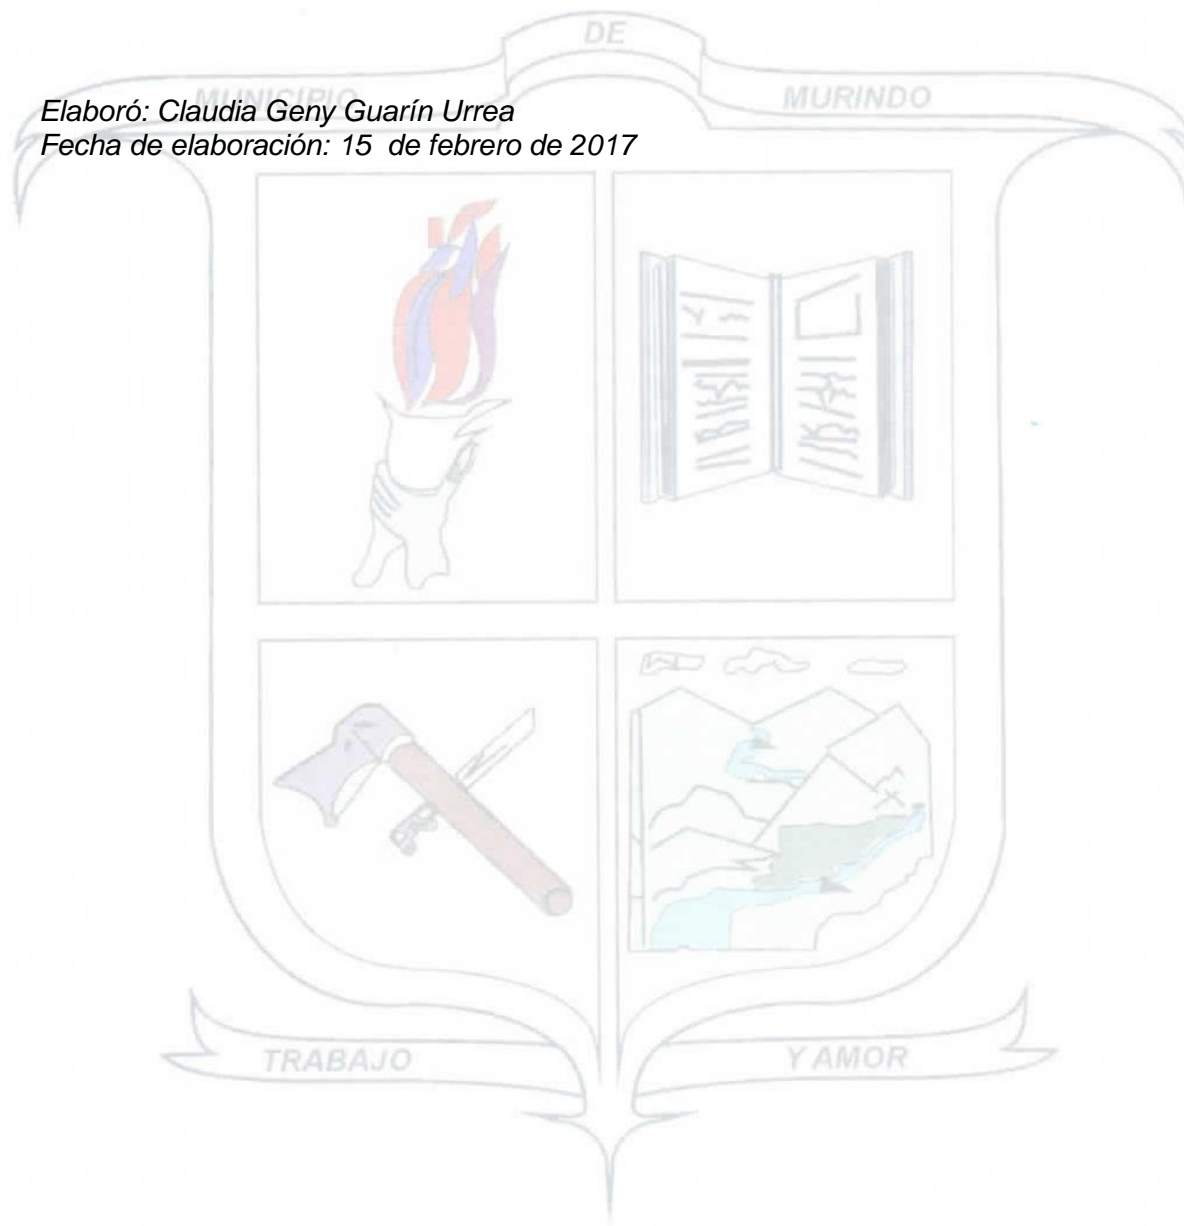 DE
MUNICIPIO
MURINDO
Elaboró: Claudia Geny Guarín Urrea
Fecha de elaboración: 15  de febrero de 2017
TRABAJO
Y AMOR